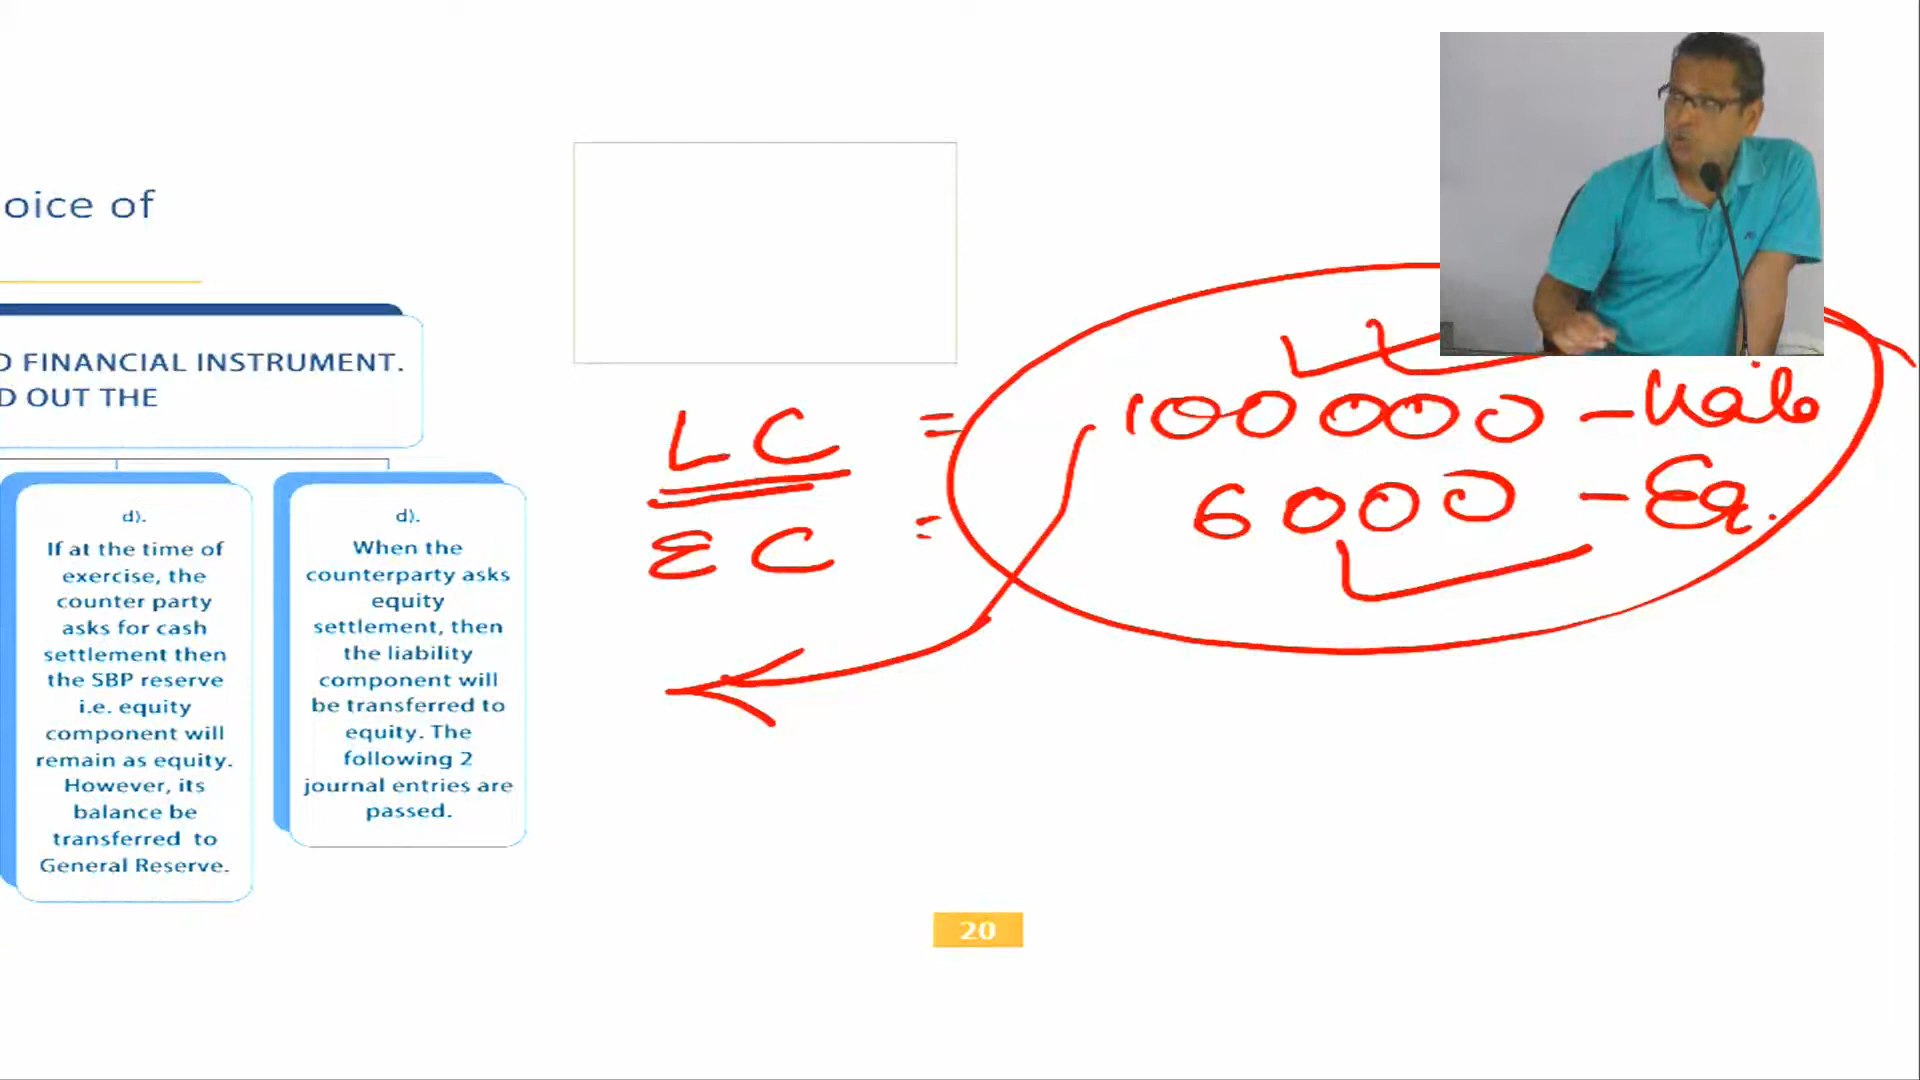 oice of
D FINANCIAL INSTRUMENT.
D OUT THE
d).
If at the time of
exercise, the
counter party
asks for cash
settlement then
the SBP reserve
i.e. equity
component will
remain as equity.
However, its
balance be
transferred to
General Reserve.
d).
When the
counterparty asks
equity
settlement, then
the liability
component will
be transferred to
equity. The
following 2
journal entries are
passed.
LC = 100000 -
EC = 6000 - Eq.
20